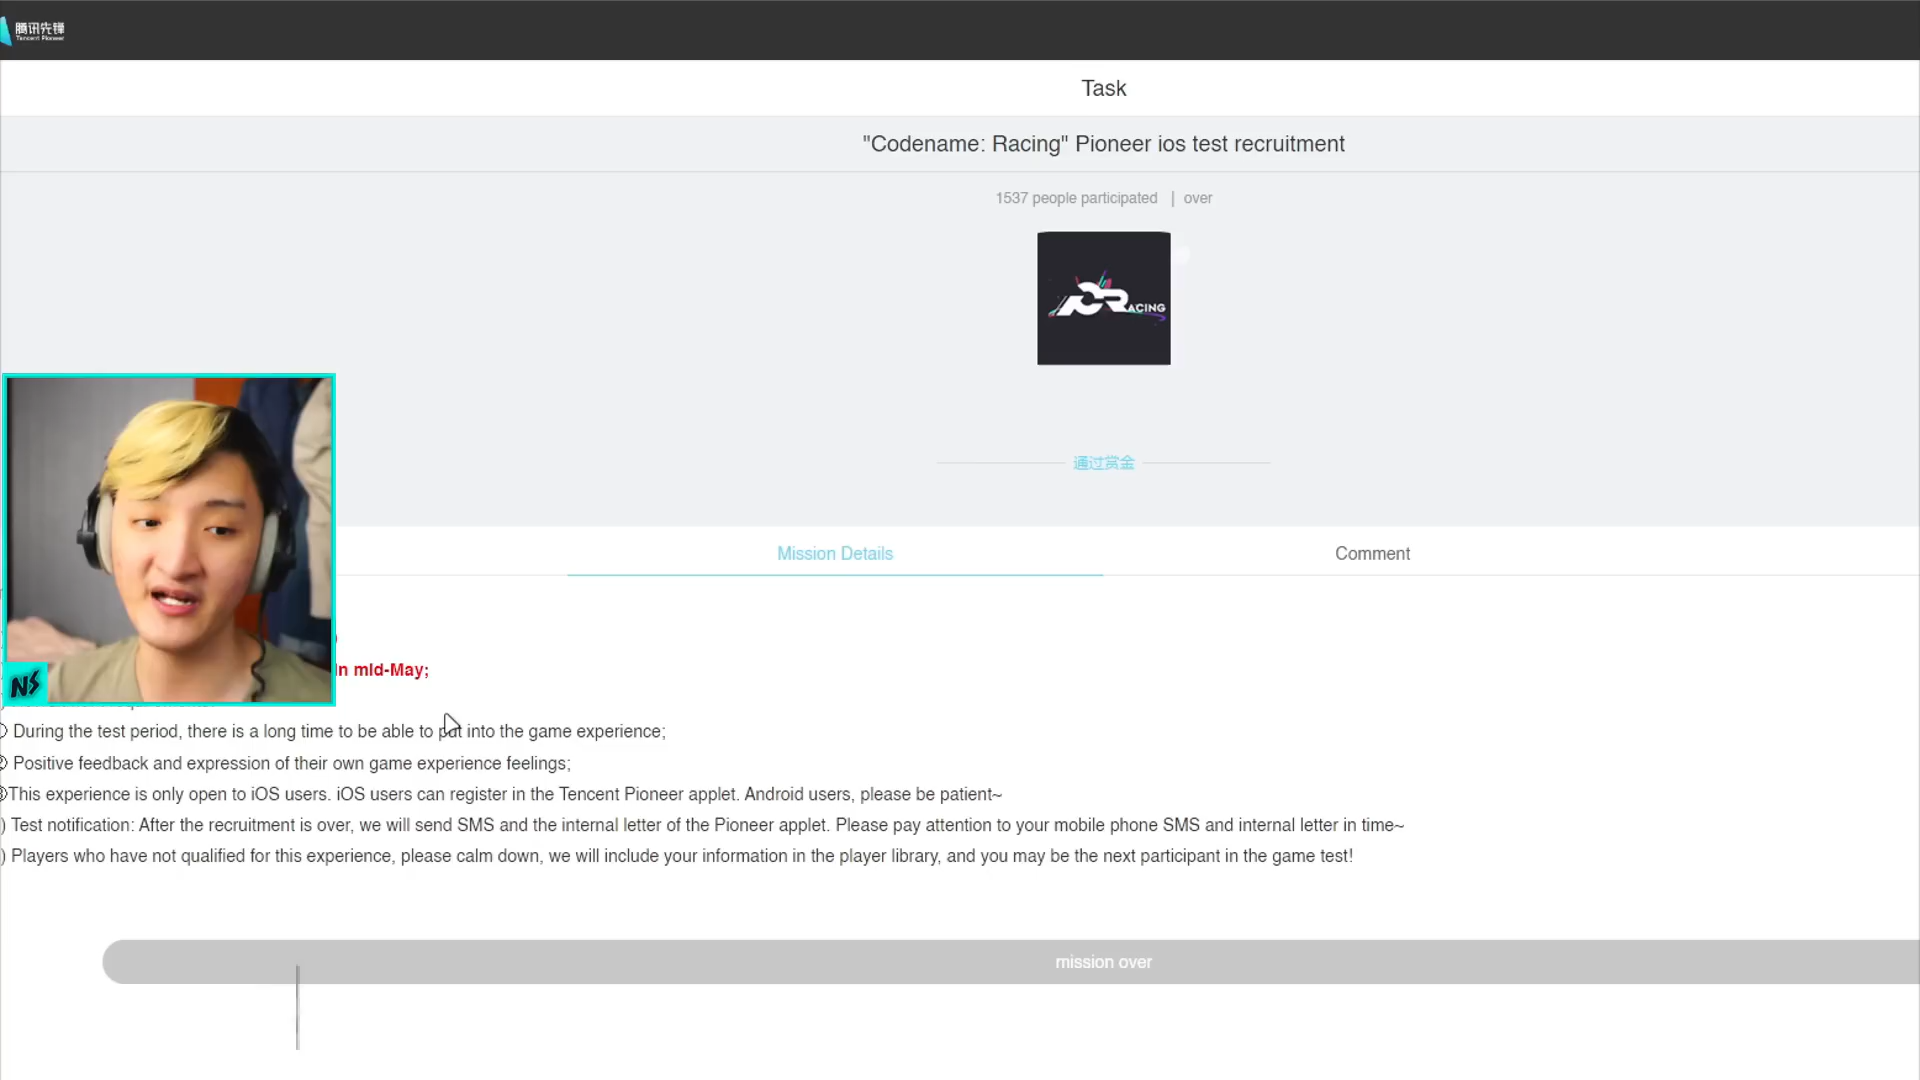 腾讯先锋
Tencent Pioneer
Task
"Codename: Racing" Pioneer ios test recruitment
1537 people participated | over
RACING
通过赏金
Mission Details
Comment
in mid-May;
NS
During the test period, there is a long time to be able to put into the game experience;
Positive feedback and expression of their own game experience feelings;
This experience is only open to iOS users. iOS users can register in the Tencent Pioneer applet. Android users, please be patient~
) Test notification: After the recruitment is over, we will send SMS and the internal letter of the Pioneer applet. Please pay attention to your mobile phone SMS and internal letter in time~
) Players who have not qualified for this experience, please calm down, we will include your information in the player library, and you may be the next participant in the game test!
mission over